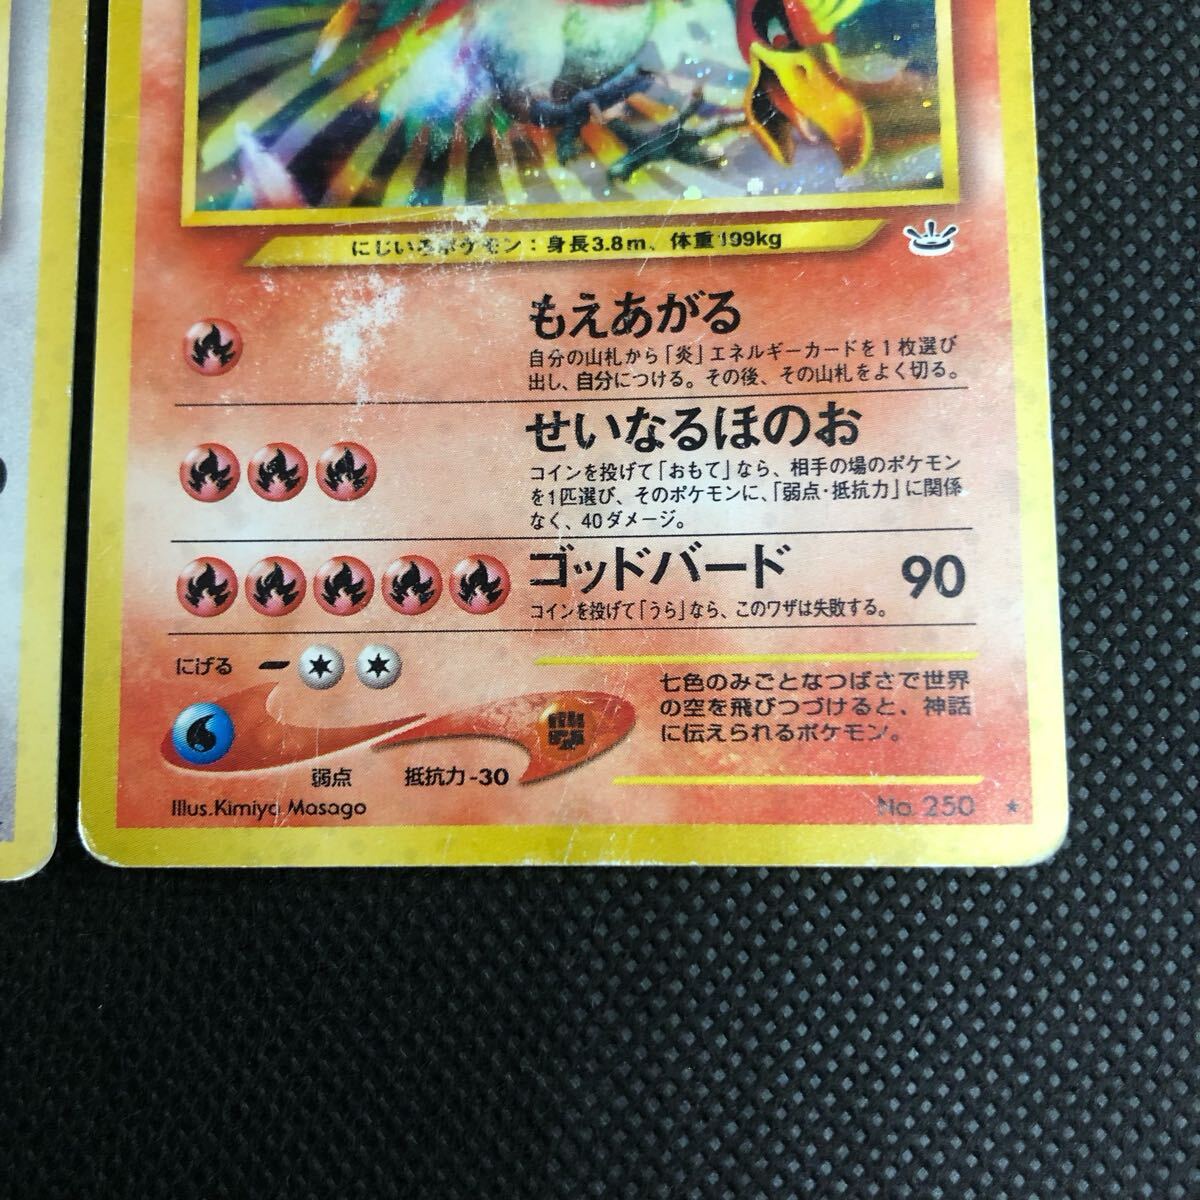 にじいろポケモン：身長3.8m、体重199kg
もえあがる
自分の山札から「炎」エネルギーカードを1枚選び
出し、自分につける。その後、その山札をよく切る。
せいなるほのお
コインを投げて「おもて」なら、相手の場のポケモン
を1匹選び、そのポケモンに、「弱点・抵抗力」に関係
なく、40ダメージ。
ゴッドバード 90
コインを投げて「うら」なら、このワザは失敗する。
にげる
七色のみごとなつばさで世界
の空を飛びつづけると、神話
に伝えられるポケモン。
弱点 抵抗力-30
Illus.Kimiya Masago No. 250 ★